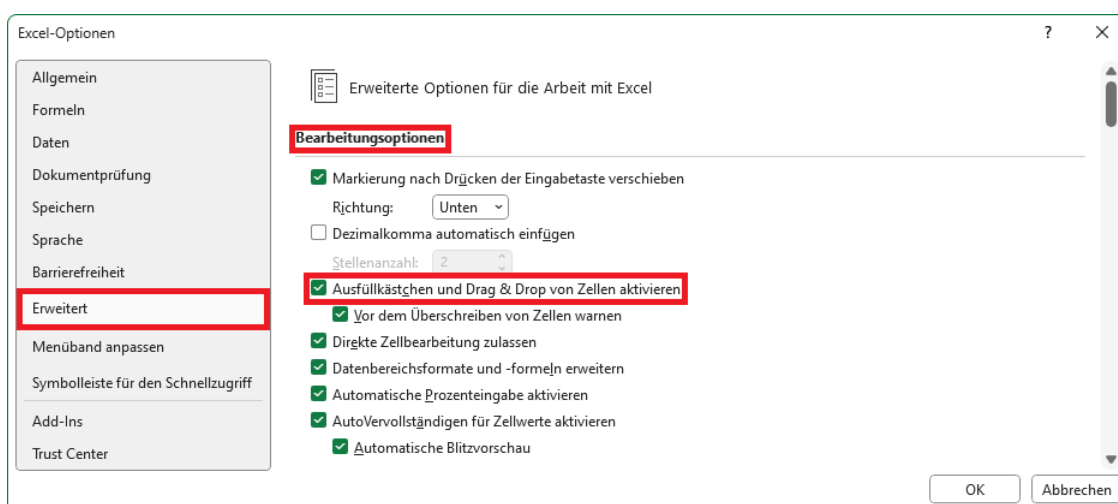 Excel-Optionen
?
Allgemein
Formeln
Daten
Dokumentprüfung
Speichern
Sprache
Barrierefreiheit
Erweitert
Menüband anpassen
Symbolleiste für den Schnellzugriff
Add-Ins
Trust Center
Erweiterte Optionen für die Arbeit mit Excel
Bearbeitungsoptionen
Markierung nach Drücken der Eingabetaste verschieben
Richtung: Unten
Dezimalkomma automatisch einfügen
Stellenanzahl: 2
Ausfüllkästchen und Drag & Drop von Zellen aktivieren
Vor dem Überschreiben von Zellen warnen
Direkte Zellbearbeitung zulassen
Datenbereichsformate und -formeln erweitern
Automatische Prozenteingabe aktivieren
AutoVervollständigen für Zellwerte aktivieren
Automatische Blitzvorschau
OK Abbrechen